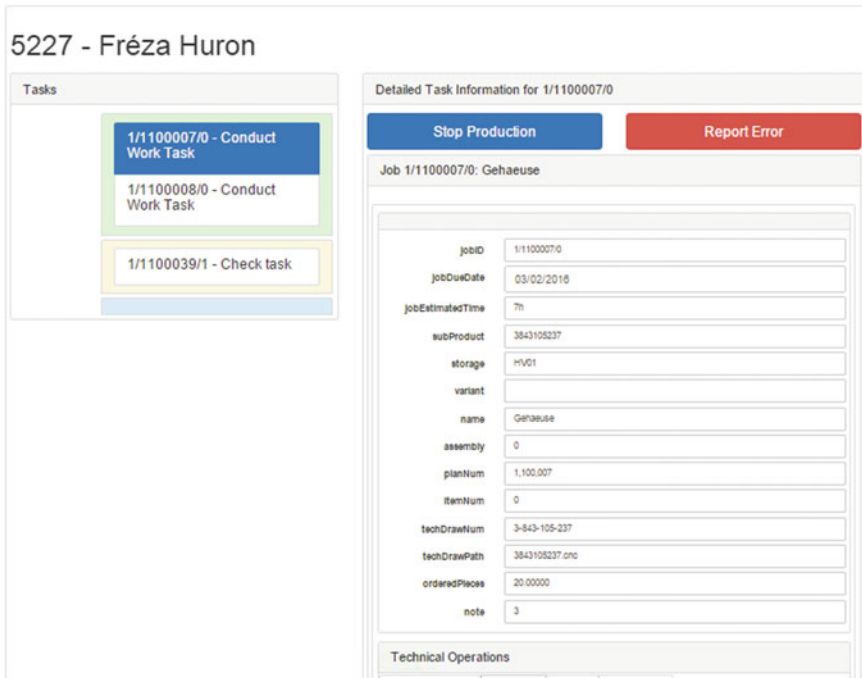 5227 - Fréza Huron
Tasks
1/1100007/0 - Conduct
Work Task
1/1100008/0 - Conduct
Work Task
1/1100039/1 - Check task
Detailed Task Information for 1/1100007/0
Stop Production
Report Error
Job 1/1100007/0: Gehaeuse
jobID 1/1100007/0
jobDueDate 03/02/2016
jobEstimatedTime 7h
subProduct 3843105237
storage HV01
variant
name Gehaeuse
assembly 0
planNum 1,100,007
itemNum 0
techDrawNum 3-843-105-237
techDrawPath 3843105237.cnc
orderedPieces 20.00000
note 3
Technical Operations